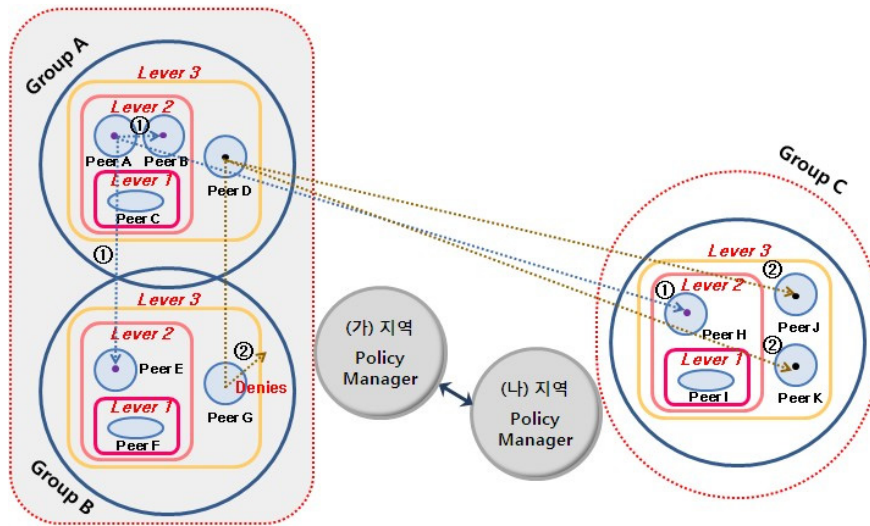 Group A
Lever 3
Lever 2
①
Peer A
Peer B
Peer D
Lever 1
Peer C
①
Lever 3
Lever 2
Peer E
②
Denies
Peer G
Lever 1
Peer F
Group B
(가) 지역
Policy
Manager
(나) 지역
Policy
Manager
Group C
Lever 3
②
①
Lever 2
Peer J
Peer H
②
Lever 1
Peer I
Peer K